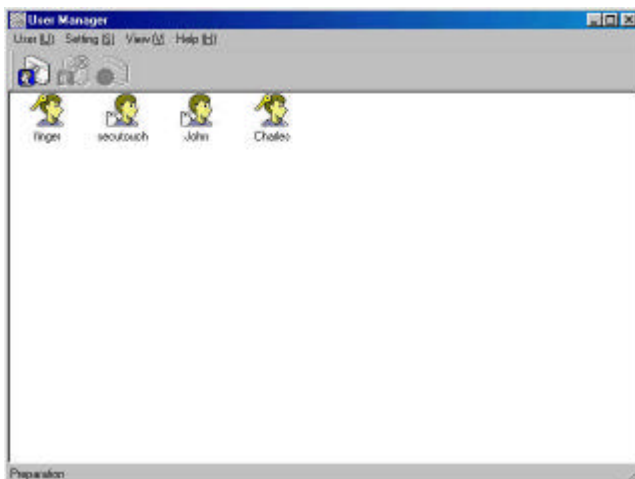 User Manager
User (U) Setting (S) View (V) Help (H)
finger secutouch John Charles
Preparation